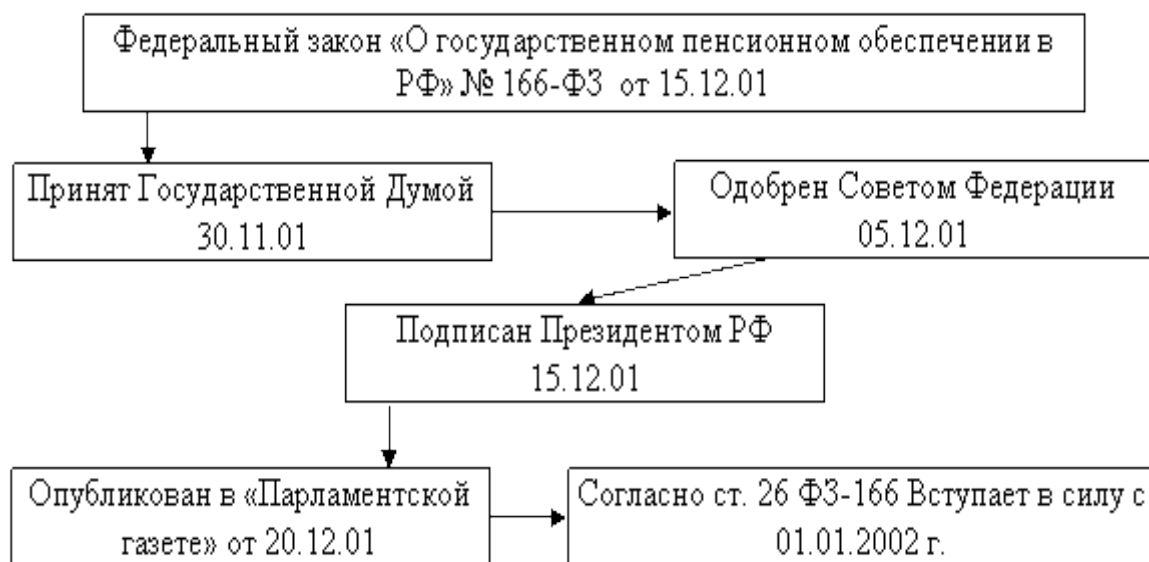 Федеральный закон «О государственном пенсионном обеспечении в
РФ» № 166-ФЗ от 15.12.01
Принят Государственной Думой
30.11.01
Одобрен Советом Федерации
05.12.01
Подписан Президентом РФ
15.12.01
Опубликован в «Парламентской
газете» от 20.12.01
Согласно ст. 26 ФЗ-166 Вступает в силу с
01.01.2002 г.